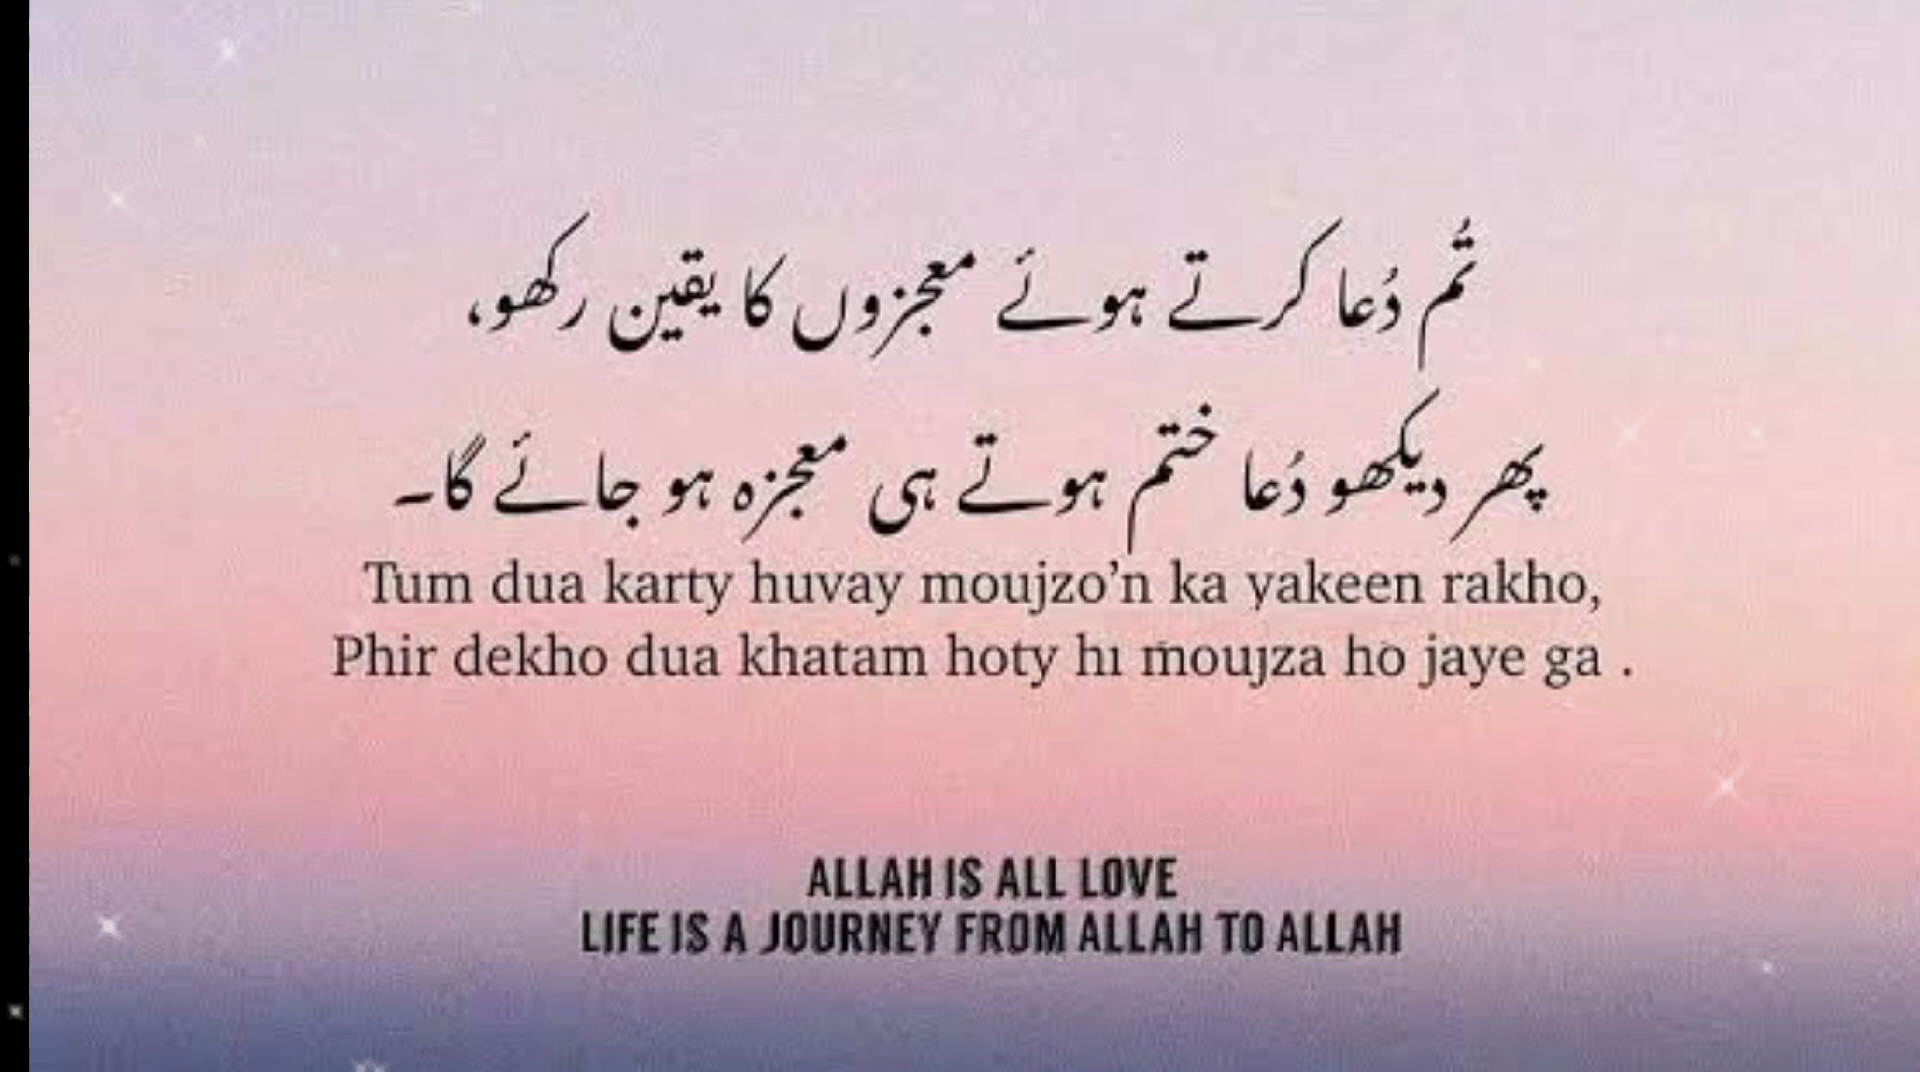 تُم دُعا کرتے ہوئے معجزوں کا یقین رکھو،
پھر دیکھو دُعا ختم ہوتے ہی معجزہ ہو جائے گا۔
Tum dua karty huvay moujzo’n ka yakeen rakho,
Phir dekho dua khatam hoty hi moujza ho jaye ga .
ALLAH IS ALL LOVE
LIFE IS A JOURNEY FROM ALLAH TO ALLAH